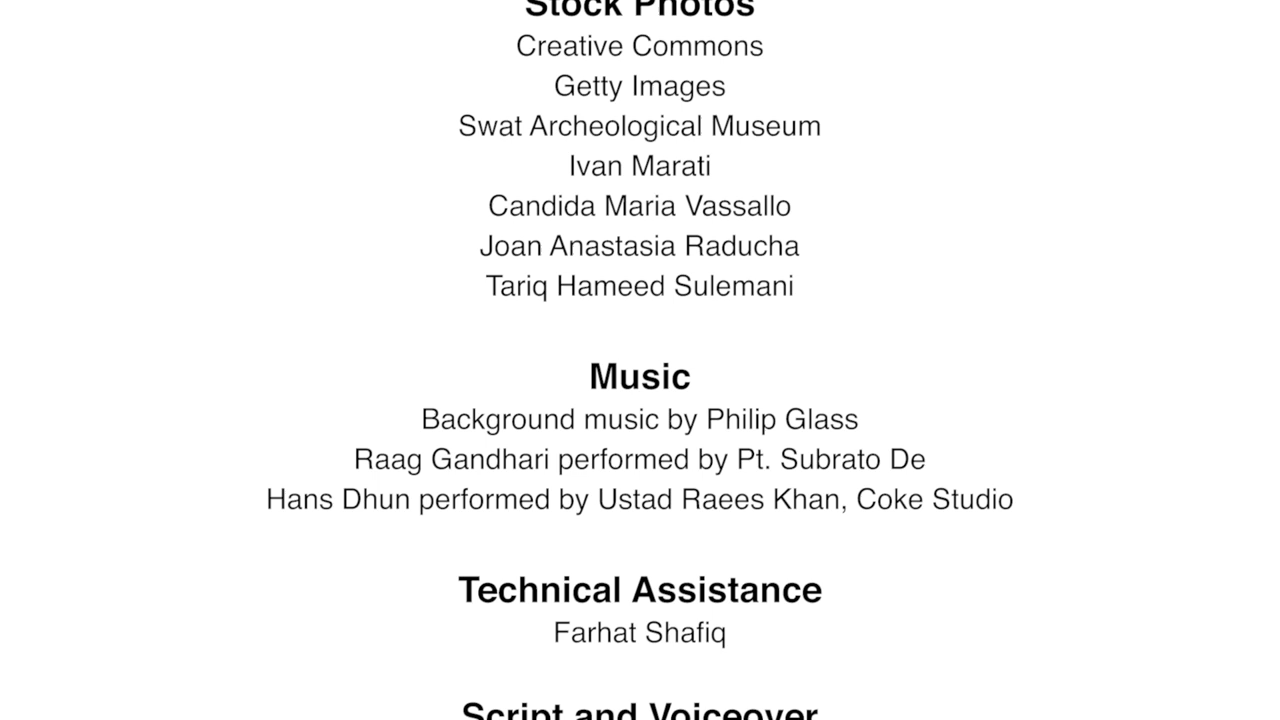 Stock Photos
Creative Commons
Getty Images
Swat Archeological Museum
Ivan Marati
Candida Maria Vassallo
Joan Anastasia Raducha
Tariq Hameed Sulemani
Music
Background music by Philip Glass
Raag Gandhari performed by Pt. Subrato De
Hans Dhun performed by Ustad Raees Khan, Coke Studio
Technical Assistance
Farhat Shafiq
Script and Voiceover